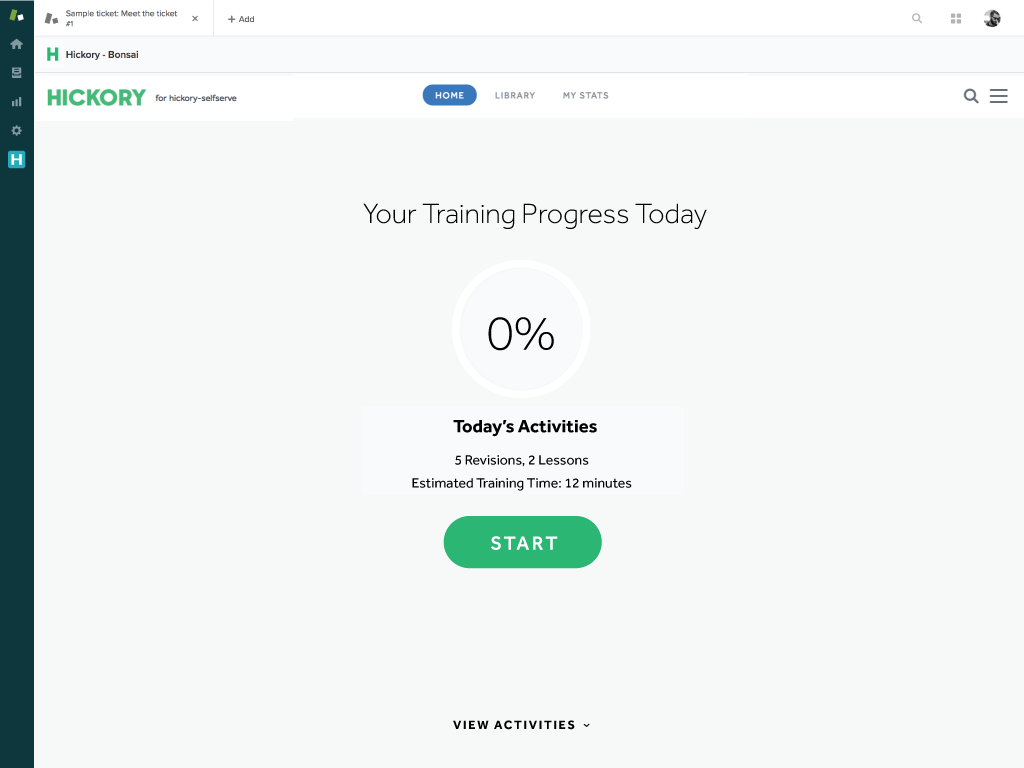 Sample ticket: Meet the ticket
#1
× + Add
H Hickory - Bonsai
HICKORY for hickory-selfserve HOME LIBRARY MY STATS
H
Your Training Progress Today
0%
Today's Activities
5 Revisions, 2 Lessons
Estimated Training Time: 12 minutes
START
VIEW ACTIVITIES